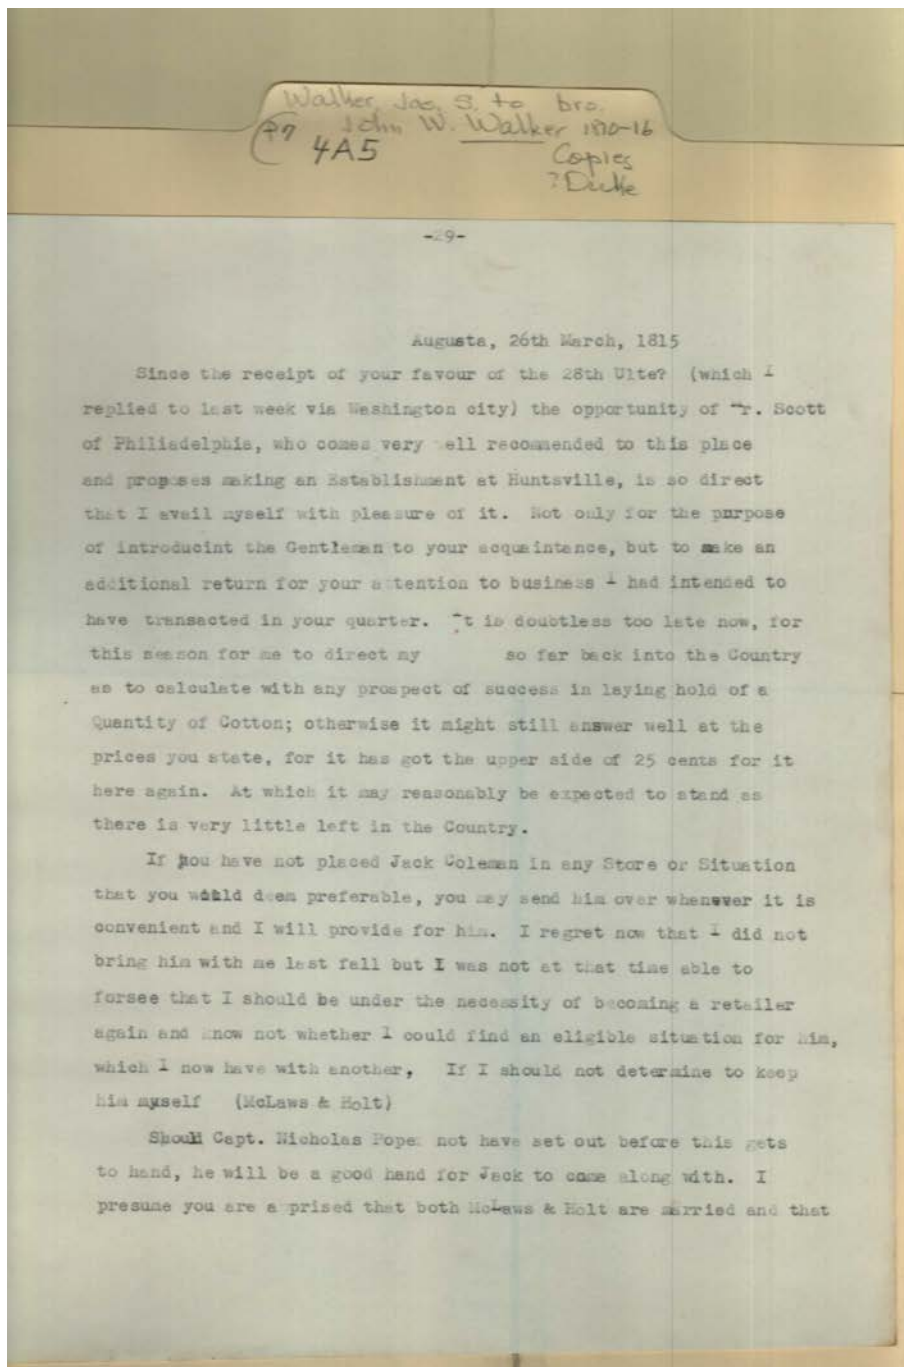 Walker, Jas. S. to bro.
John W. Walker 1810-16
4A5
Copies
? Duke
-29-
Augusta, 26th March, 1815
Since the receipt of your favour of the 28th Ulte? (which I
replied to last week via Washington city) the opportunity of Mr. Scott
of Philiadelphia, who comes very well recommended to this place
and proposes making an Establishment at Huntsville, is so direct
that I avail myself with pleasure of it. Not only for the purpose
of introducint the Gentleman to your acquaintance, but to make an
additional return for your attention to business I had intended to
have transacted in your quarter. It is doubtless too late now, for
this season for me to direct my so far back into the Country
as to calculate with any prospect of success in laying hold of a
Quantity of Cotton; otherwise it might still answer well at the
prices you state, for it has got the upper side of 25 cents for it
here again. At which it may reasonably be expected to stand as
there is very little left in the Country.
If you have not placed Jack Coleman in any Store or Situation
that you would deem preferable, you may send him over whenever it is
convenient and I will provide for him. I regret now that I did not
bring him with me last fall but I was not at that time able to
forsee that I should be under the necessity of becoming a retailer
again and know not whether I could find an eligible situation for him,
which I now have with another, If I should not determine to keep
him myself (McLaws & Holt)
Should Capt. Nicholas Pope not have set out before this gets
to hand, he will be a good hand for Jack to come along with. I
presume you are apprised that both McLaws & Holt are married and that